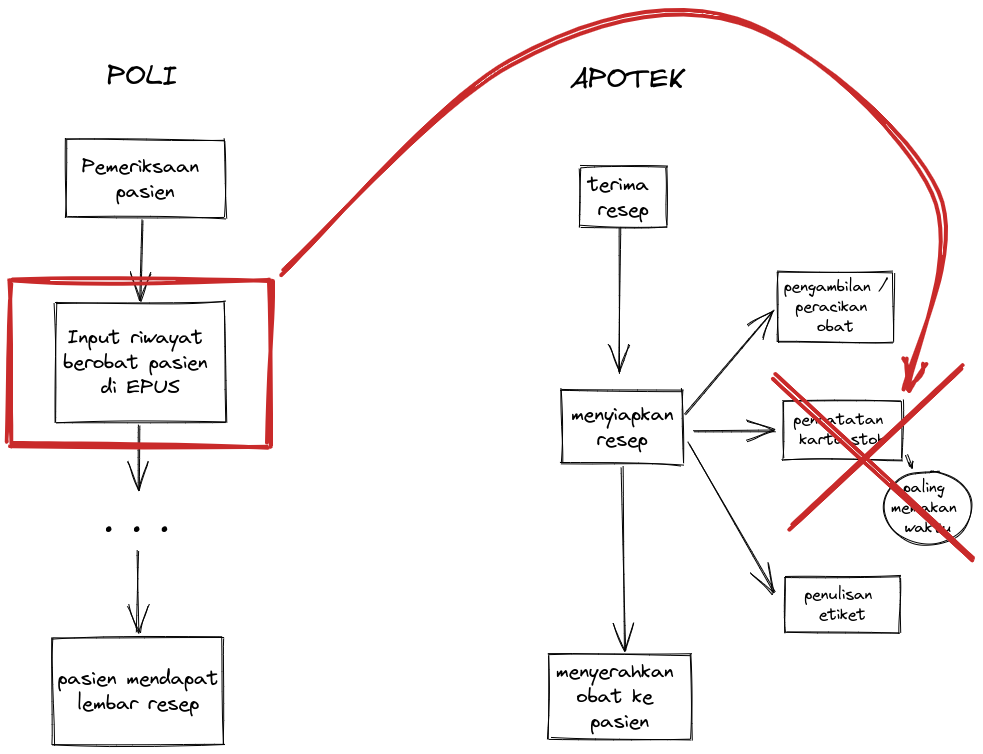 POLI
Pemeriksaan
pasien
Input riwayat
berobat pasien
di EPUS
. . .
pasien mendapat
lembar resep
APOTEK
terima
resep
menyiapkan
resep
pengambilan /
peracikan
obat
pencatatan
kartu stok
paling
memakan
waktu
penulisan
etiket
menyerahkan
obat ke
pasien